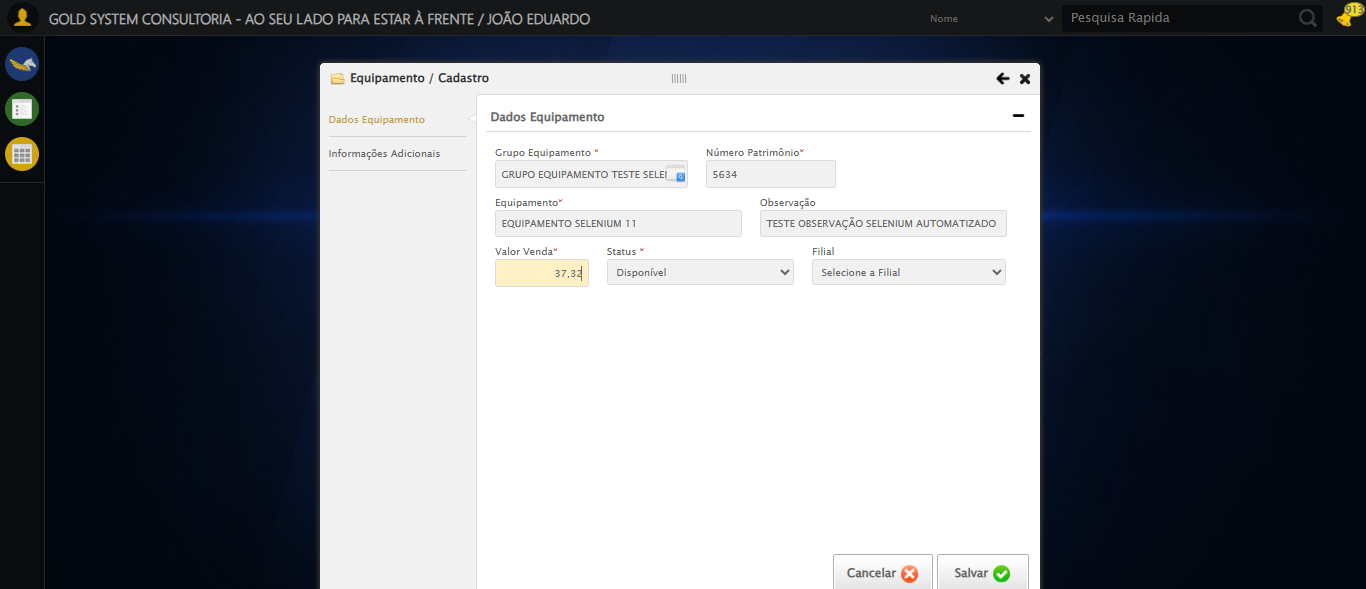 GOLD SYSTEM CONSULTORIA - AO SEU LADO PARA ESTAR À FRENTE / JOÃO EDUARDO
Nome
Pesquisa Rapida
913
Equipamento / Cadastro
Dados Equipamento
Informações Adicionais
Dados Equipamento
Grupo Equipamento * Número Patrimônio*
GRUPO EQUIPAMENTO TESTE SELE 5634
Equipamento* Observação
EQUIPAMENTO SELENIUM 11 TESTE OBSERVAÇÃO SELENIUM AUTOMATIZADO
Valor Venda* Status * Filial
37,32 Disponível Selecione a Filial
Cancelar Salvar